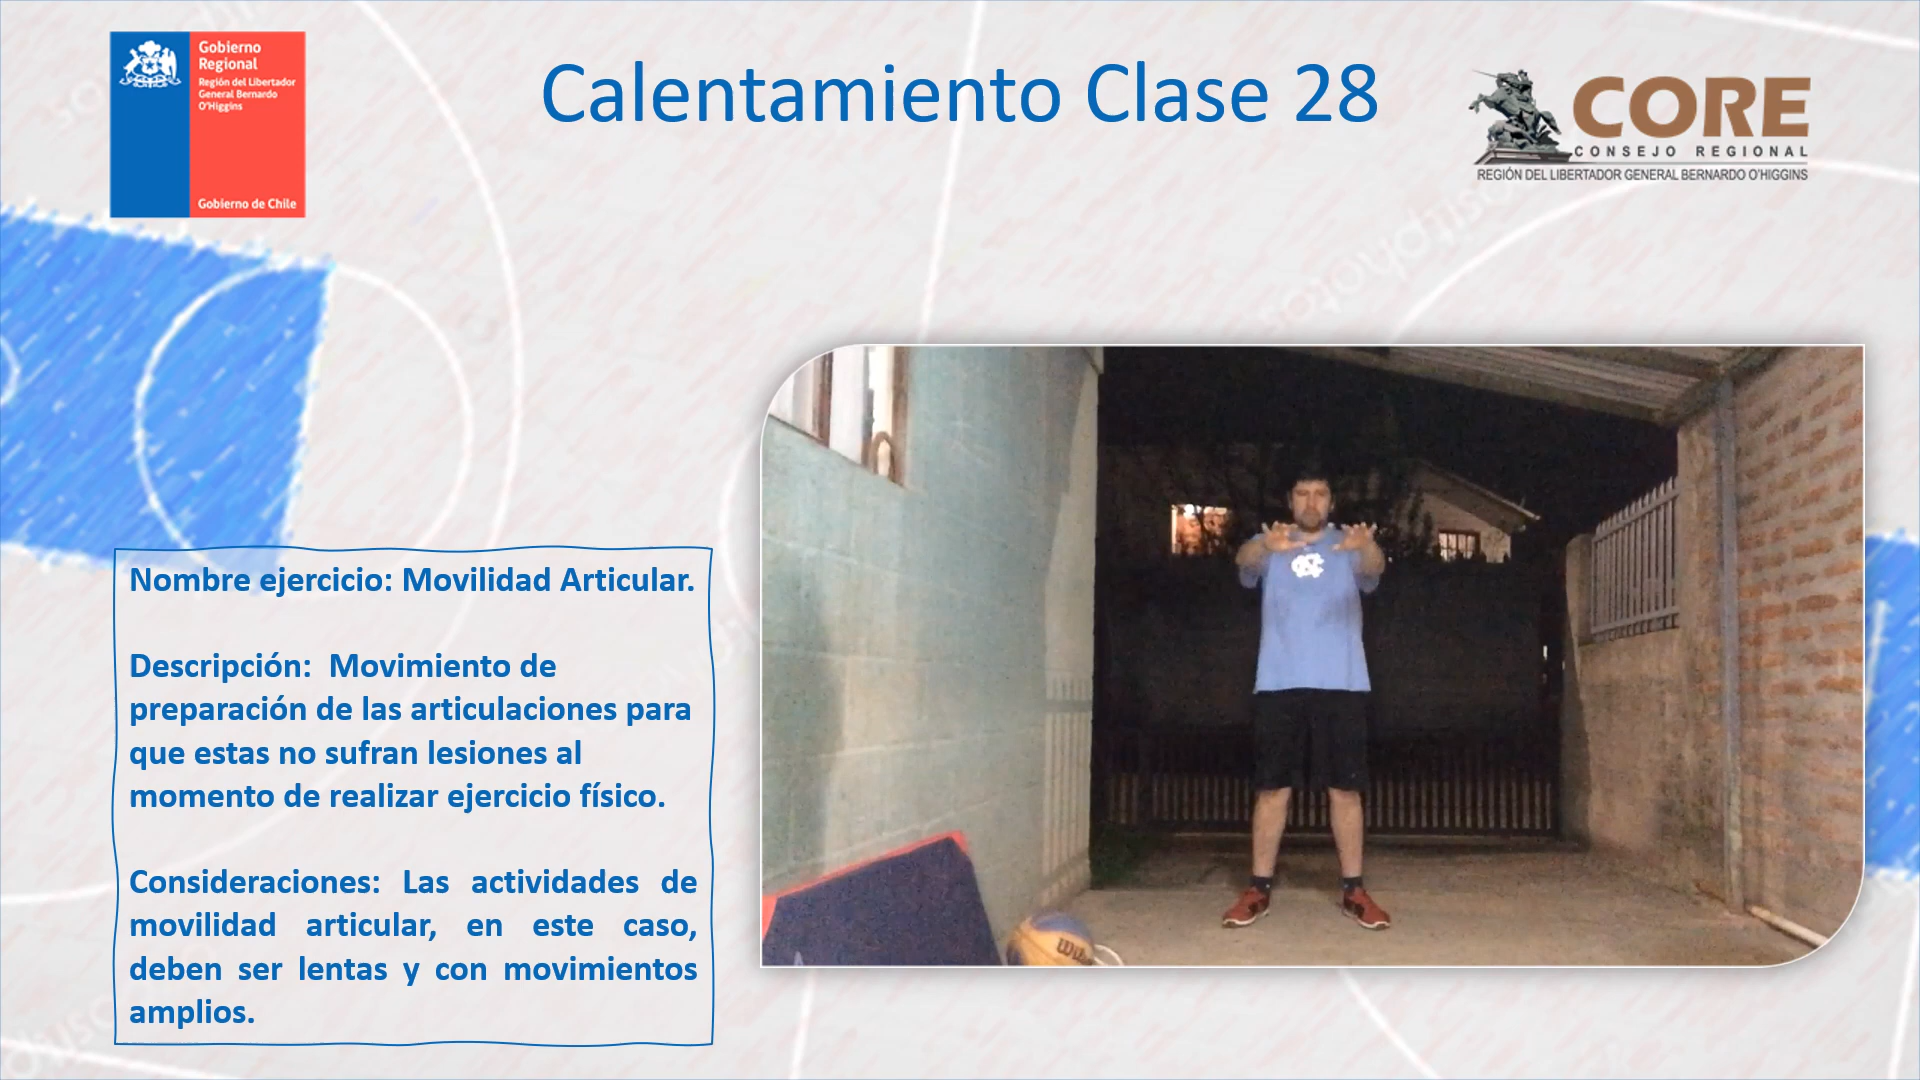 Gobierno
Regional
Región del Libertador
General Bernardo
O'Higgins
Gobierno de Chile
Calentamiento Clase 28
CORE
CONSEJO REGIONAL
REGIÓN DEL LIBERTADOR GENERAL BERNARDO O'HIGGINS
Nombre ejercicio: Movilidad Articular.
Descripción:  Movimiento de
preparación de las articulaciones para
que estas no sufran lesiones al
momento de realizar ejercicio físico.
Consideraciones: Las actividades de
movilidad articular, en este caso,
deben ser lentas y con movimientos
amplios.